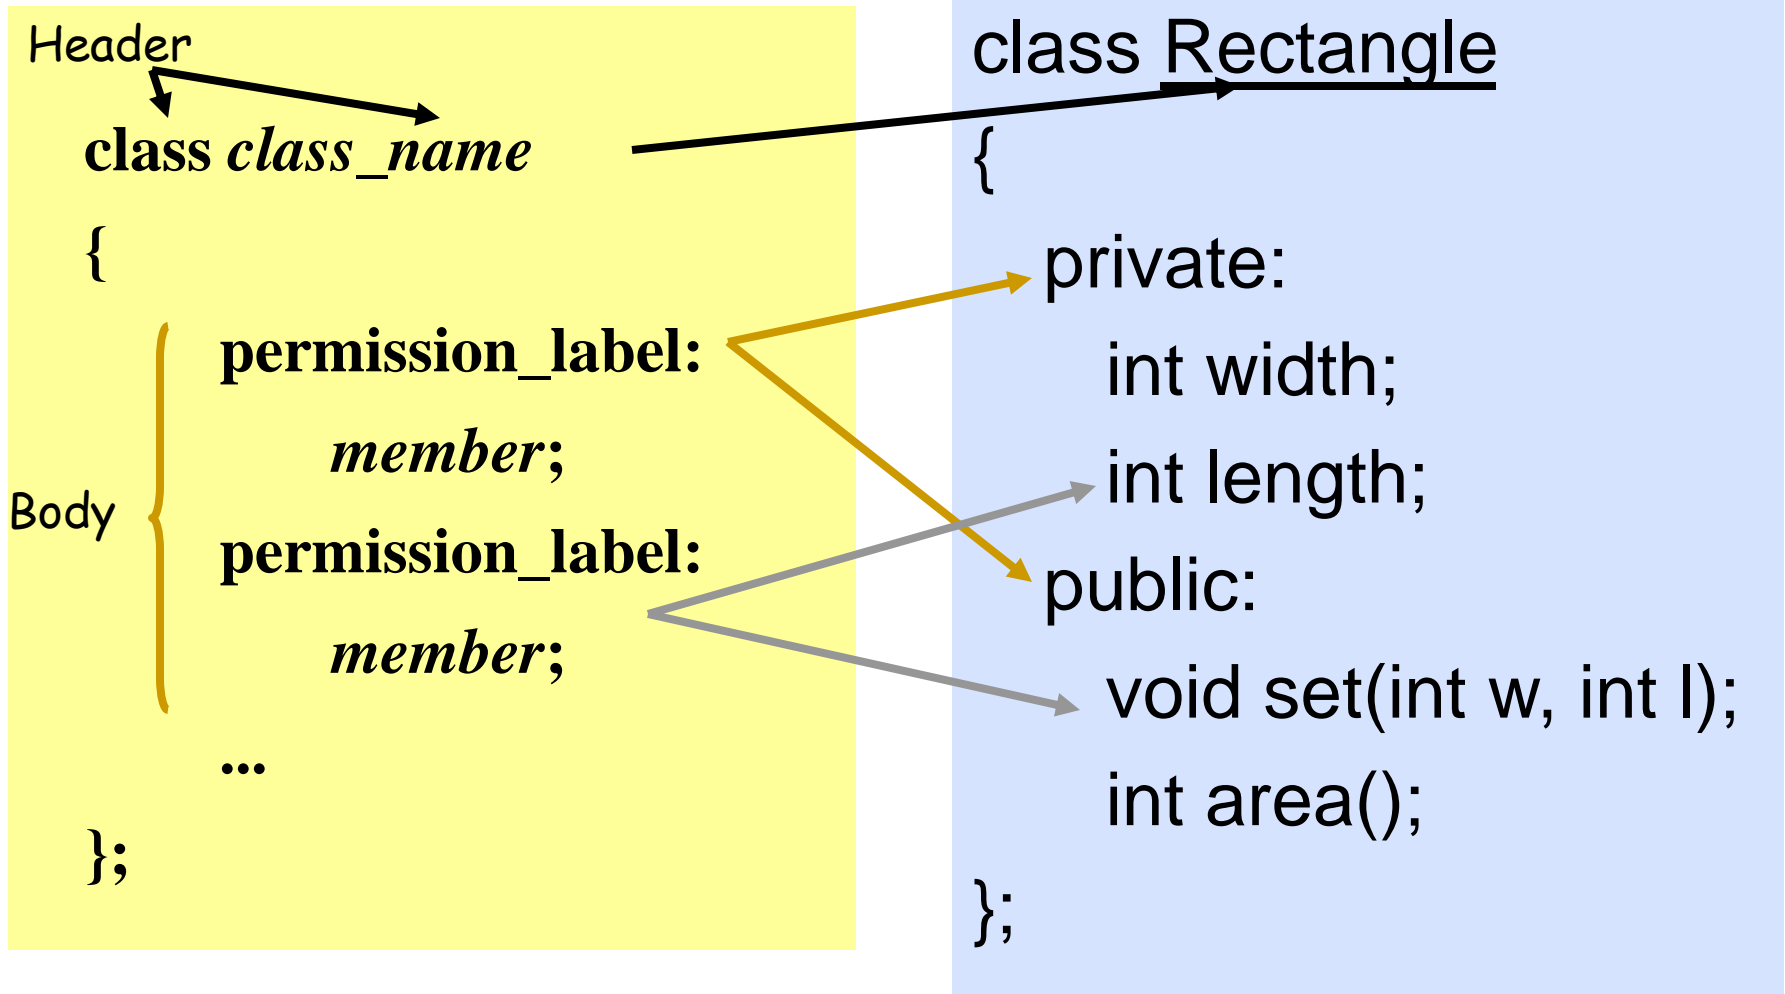 Header
class class_name
{
permission_label:
member;
Body
permission_label:
member;
...
};
class Rectangle
{
private:
int width;
int length;
public:
void set(int w, int l);
int area();
};